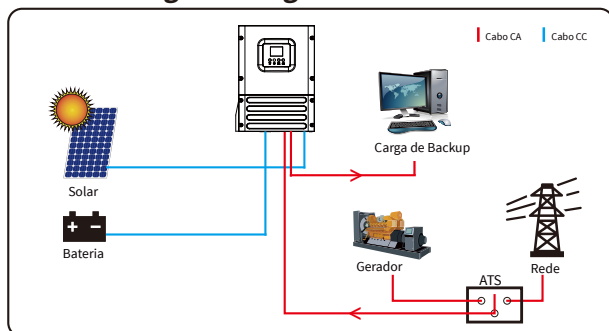 Cabo CA
Cabo CC
Carga de Backup
Solar
Bateria
Gerador
ATS
Rede